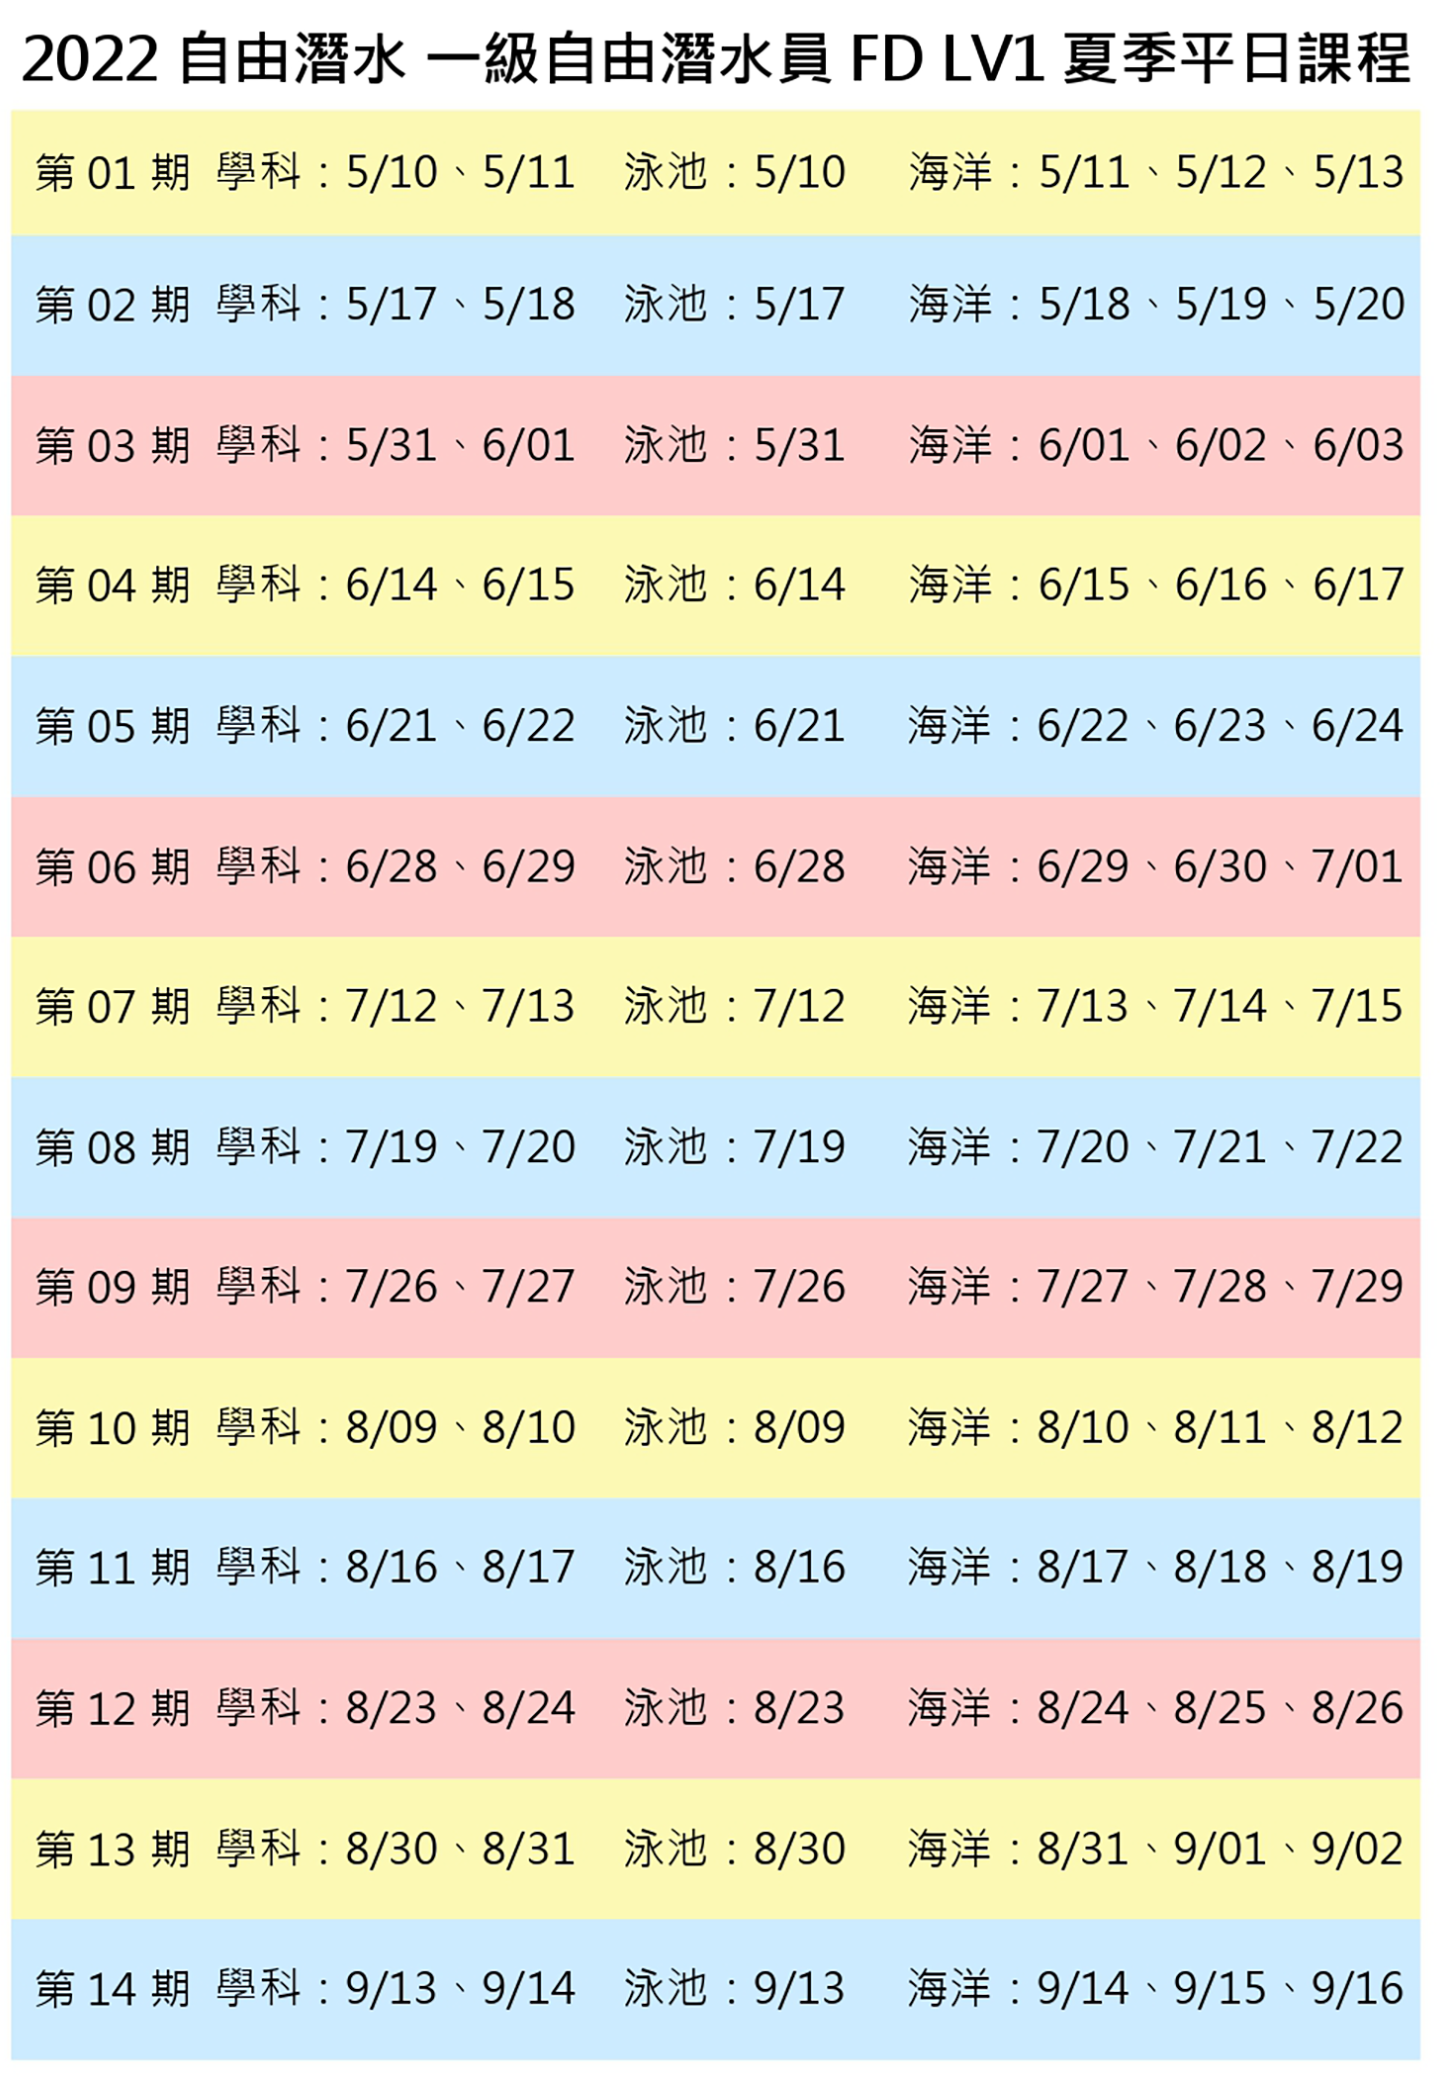 2022 自由潛水 一級自由潛水員 FD LV1 夏季平日課程
第 01 期 學科：5/10、5/11 泳池：5/10 海洋：5/11、5/12、5/13
第 02 期 學科：5/17、5/18 泳池：5/17 海洋：5/18、5/19、5/20
第 03 期 學科：5/31、6/01 泳池：5/31 海洋：6/01、6/02、6/03
第 04 期 學科：6/14、6/15 泳池：6/14 海洋：6/15、6/16、6/17
第 05 期 學科：6/21、6/22 泳池：6/21 海洋：6/22、6/23、6/24
第 06 期 學科：6/28、6/29 泳池：6/28 海洋：6/29、6/30、7/01
第 07 期 學科：7/12、7/13 泳池：7/12 海洋：7/13、7/14、7/15
第 08 期 學科：7/19、7/20 泳池：7/19 海洋：7/20、7/21、7/22
第 09 期 學科：7/26、7/27 泳池：7/26 海洋：7/27、7/28、7/29
第 10 期 學科：8/09、8/10 泳池：8/09 海洋：8/10、8/11、8/12
第 11 期 學科：8/16、8/17 泳池：8/16 海洋：8/17、8/18、8/19
第 12 期 學科：8/23、8/24 泳池：8/23 海洋：8/24、8/25、8/26
第 13 期 學科：8/30、8/31 泳池：8/30 海洋：8/31、9/01、9/02
第 14 期 學科：9/13、9/14 泳池：9/13 海洋：9/14、9/15、9/16